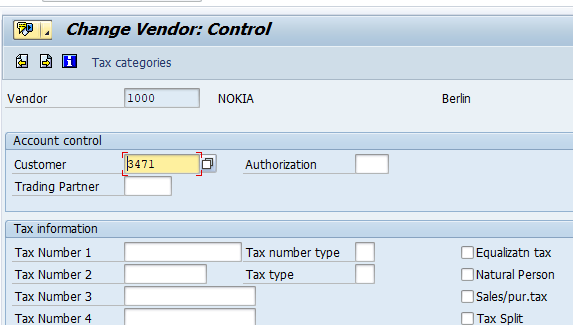 Change Vendor: Control
Tax categories
Vendor 1000 NOKIA Berlin
Account control
Customer 3471 Authorization
Trading Partner
Tax information
Tax Number 1 Tax number type Equalizatn tax
Tax Number 2 Tax type Natural Person
Tax Number 3 Sales/pur.tax
Tax Number 4 Tax Split